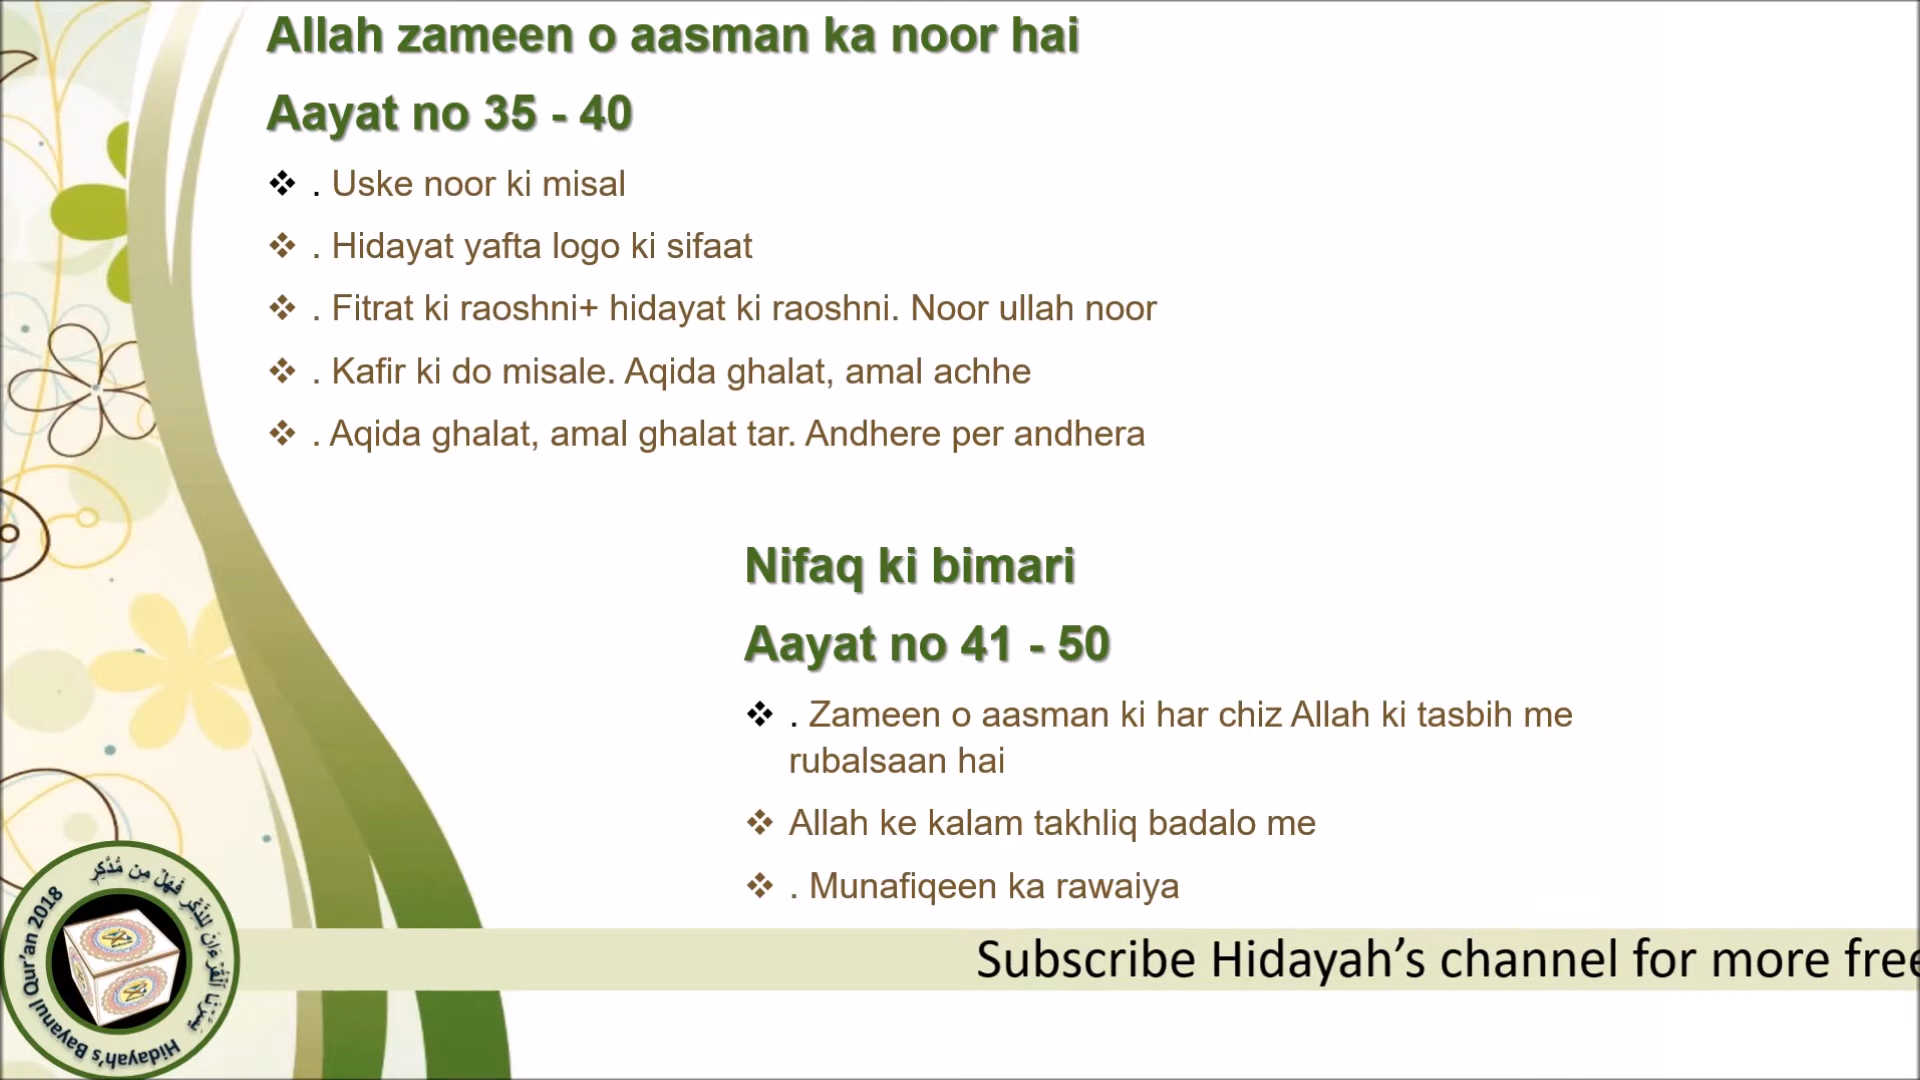 Allah zameen o aasman ka noor hai
Aayat no 35 - 40
❖ . Uske noor ki misal
❖ . Hidayat yafta logo ki sifaat
❖ . Fitrat ki raoshni+ hidayat ki raoshni. Noor ullah noor
❖ . Kafir ki do misale. Aqida ghalat, amal achhe
❖ . Aqida ghalat, amal ghalat tar. Andhere per andhera
Nifaq ki bimari
Aayat no 41 - 50
❖ . Zameen o aasman ki har chiz Allah ki tasbih me
rubalsaan hai
❖ Allah ke kalam takhliq badalo me
❖ . Munafiqeen ka rawaiya
Subscribe Hidayah’s channel for more free
Hidayah’s Bayanul Qur’an 2018
يَسَّرْنَا ٱلْقُرْءَانَ لِلذِّكْرِ فَهَلْ مِن مُّدَّكِرٍ